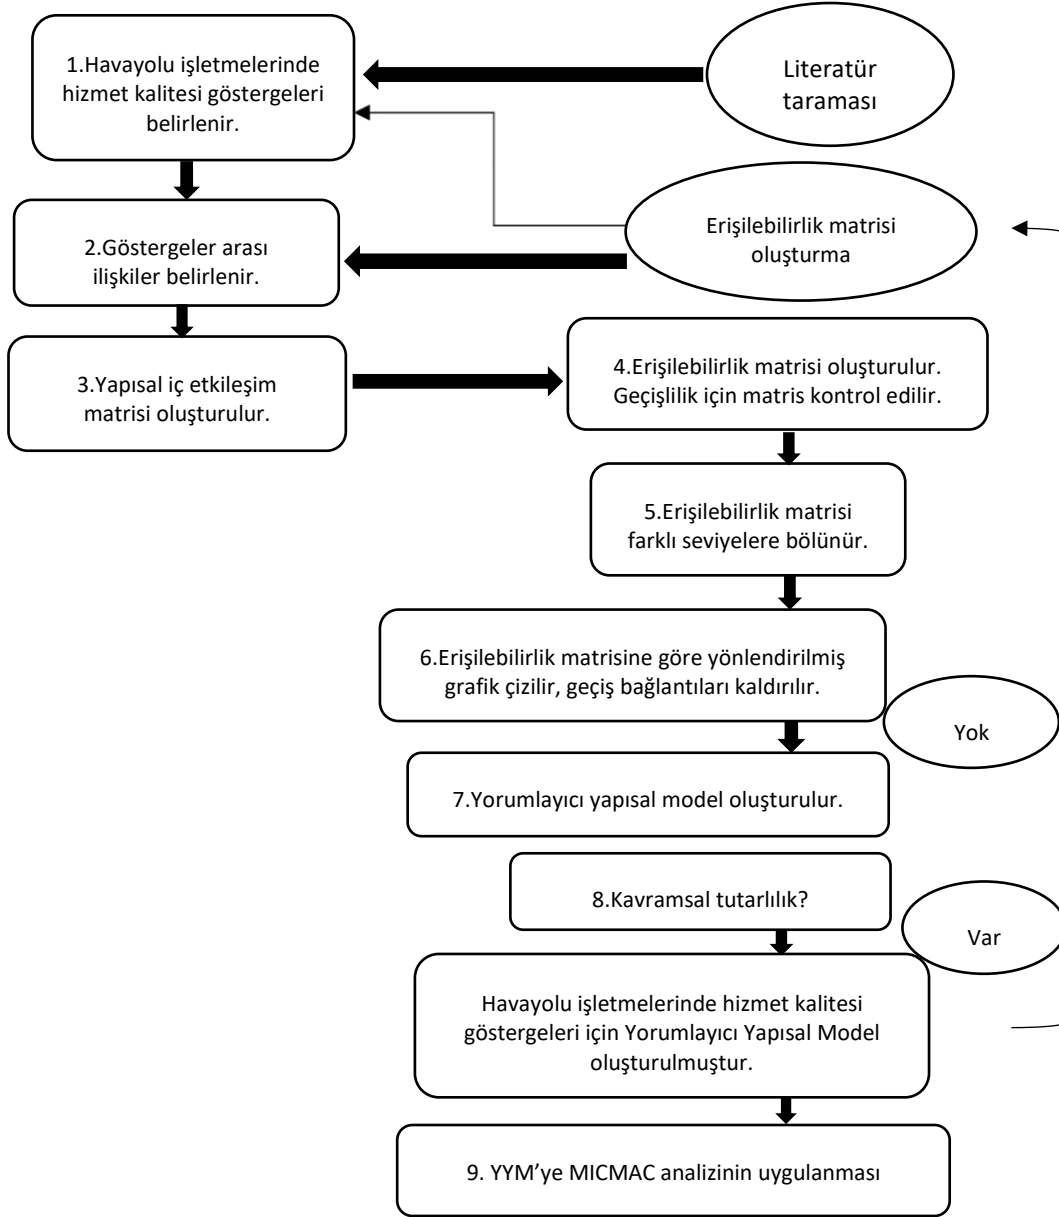 1.Havayolu işletmelerinde
hizmet kalitesi göstergeleri
belirlenir.
Literatür
taraması
2.Göstergeler arası
ilişkiler belirlenir.
Erişilebilirlik matrisi
oluşturma
3.Yapısal iç etkileşim
matrisi oluşturulur.
4.Erişilebilirlik matrisi oluşturulur.
Geçişlilik için matris kontrol edilir.
5.Erişilebilirlik matrisi
farklı seviyelere bölünür.
6.Erişilebilirlik matrisine göre yönlendirilmiş
grafik çizilir, geçiş bağlantıları kaldırılır.
Yok
7.Yorumlayıcı yapısal model oluşturulur.
8.Kavramsal tutarlılık?
Var
Havayolu işletmelerinde hizmet kalitesi
göstergeleri için Yorumlayıcı Yapısal Model
oluşturulmuştur.
9. YYM’ye MICMAC analizinin uygulanması